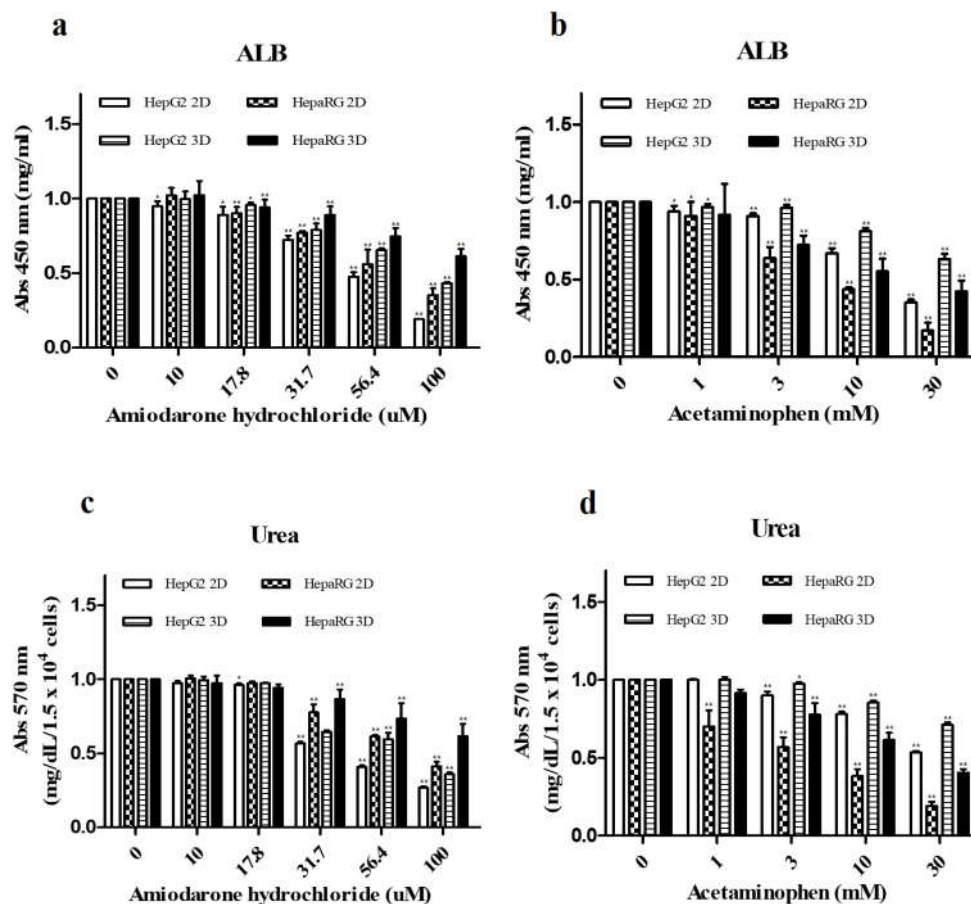 a
ALB
HepG2 2D
HepaRG 2D
HepG2 3D
HepaRG 3D
Abs 450 nm (mg/ml)
1.5
1.0
0.5
0.0
0
10
17.8
31.7
56.4
100
Amiodarone hydrochloride (uM)
b
ALB
HepG2 2D
HepaRG 2D
HepG2 3D
HepaRG 3D
Abs 450 nm (mg/ml)
1.5
1.0
0.5
0.0
0
1
3
10
30
Acetaminophen (mM)
c
Urea
HepG2 2D
HepaRG 2D
HepG2 3D
HepaRG 3D
Abs 570 nm
(mg/dL/1.5 x 10⁴ cells)
1.5
1.0
0.5
0.0
0
10
17.8
31.7
56.4
100
Amiodarone hydrochloride (uM)
d
Urea
HepG2 2D
HepaRG 2D
HepG2 3D
HepaRG 3D
Abs 570 nm
(mg/dL/1.5 x 10⁴ cells)
1.5
1.0
0.5
0.0
0
1
3
10
30
Acetaminophen (mM)